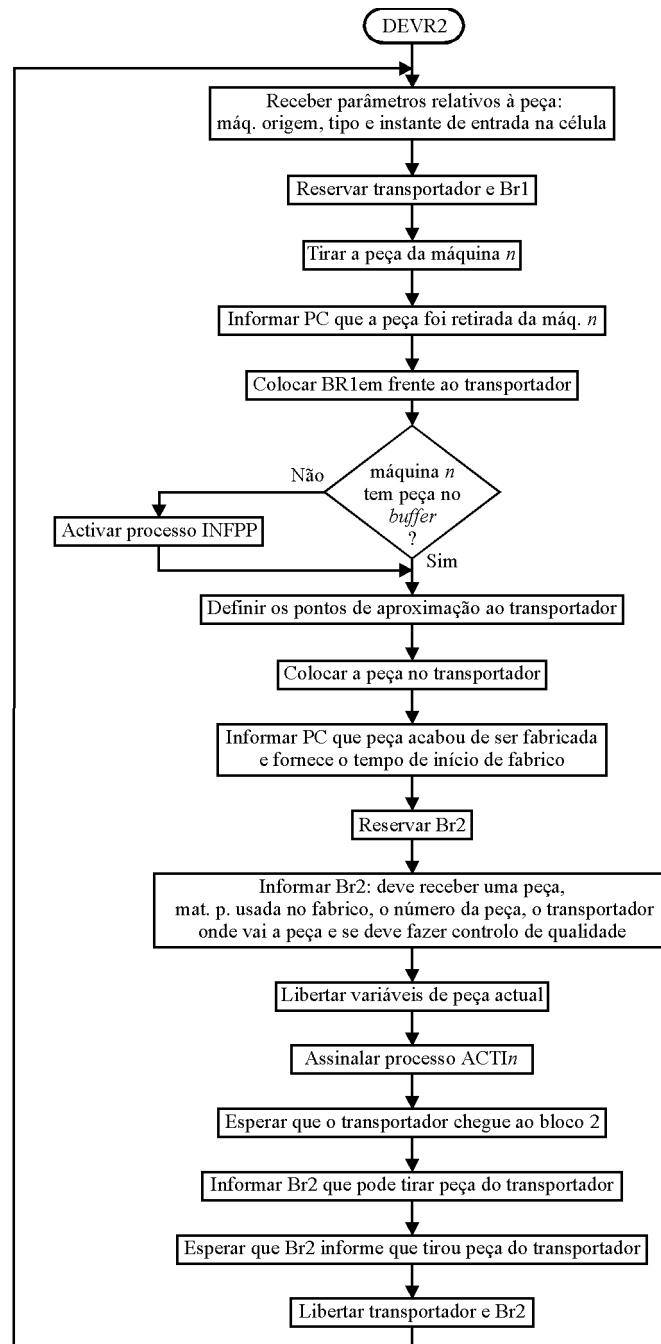 DEVR2
Receber parâmetros relativos à peça:
máq. origem, tipo e instante de entrada na célula
Reservar transportador e Br1
Tirar a peça da máquina n
Informar PC que a peça foi retirada da máq. n
Colocar BR1em frente ao transportador
Não
máquina n
tem peça no
buffer
?
Activar processo INFPP
Sim
Definir os pontos de aproximação ao transportador
Colocar a peça no transportador
Informar PC que peça acabou de ser fabricada
e fornece o tempo de início de fabrico
Reservar Br2
Informar Br2: deve receber uma peça,
mat. p. usada no fabrico, o número da peça, o transportador
onde vai a peça e se deve fazer controlo de qualidade
Libertar variáveis de peça actual
Assinalar processo ACTIn
Esperar que o transportador chegue ao bloco 2
Informar Br2 que pode tirar peça do transportador
Esperar que Br2 informe que tirou peça do transportador
Libertar transportador e Br2